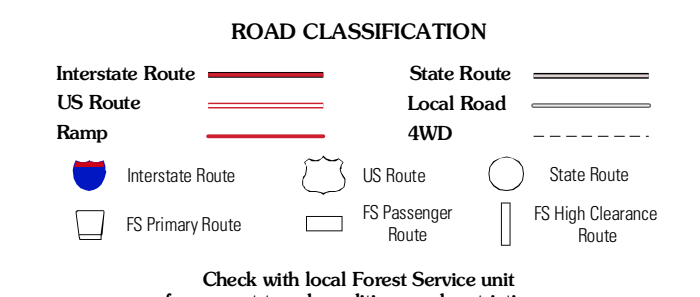 ROAD CLASSIFICATION
Interstate Route
State Route
US Route
Local Road
Ramp
4WD
Interstate Route
US Route
State Route
FS Primary Route
FS Passenger
Route
FS High Clearance
Route
Check with local Forest Service unit